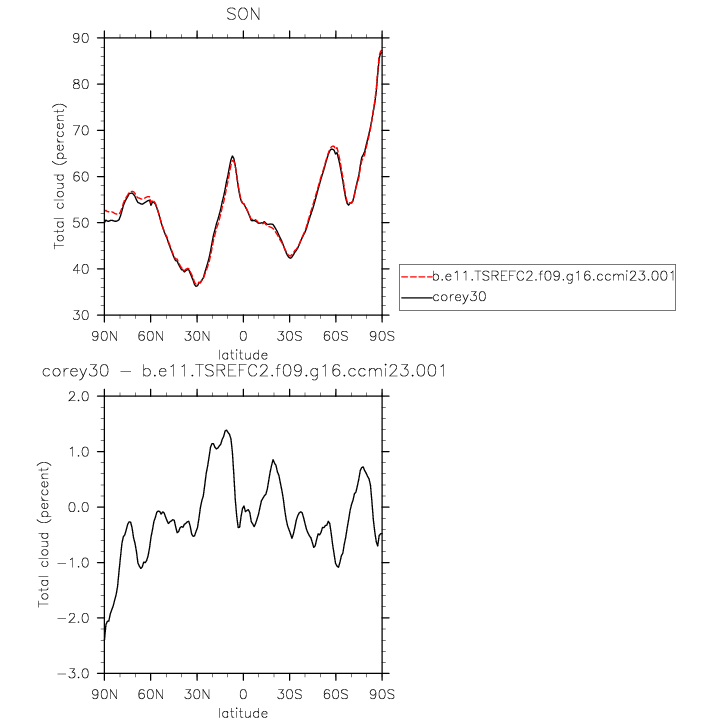 SON
Total cloud (percent)
90
80
70
60
50
40
30
90N 60N 30N 0 30S 60S 90S
latitude
b.e11.TSREFC2.f09.g16.ccmi23.001
corey30
corey30 − b.e11.TSREFC2.f09.g16.ccmi23.001
Total cloud (percent)
2.0
1.0
0.0
−1.0
−2.0
−3.0
90N 60N 30N 0 30S 60S 90S
latitude